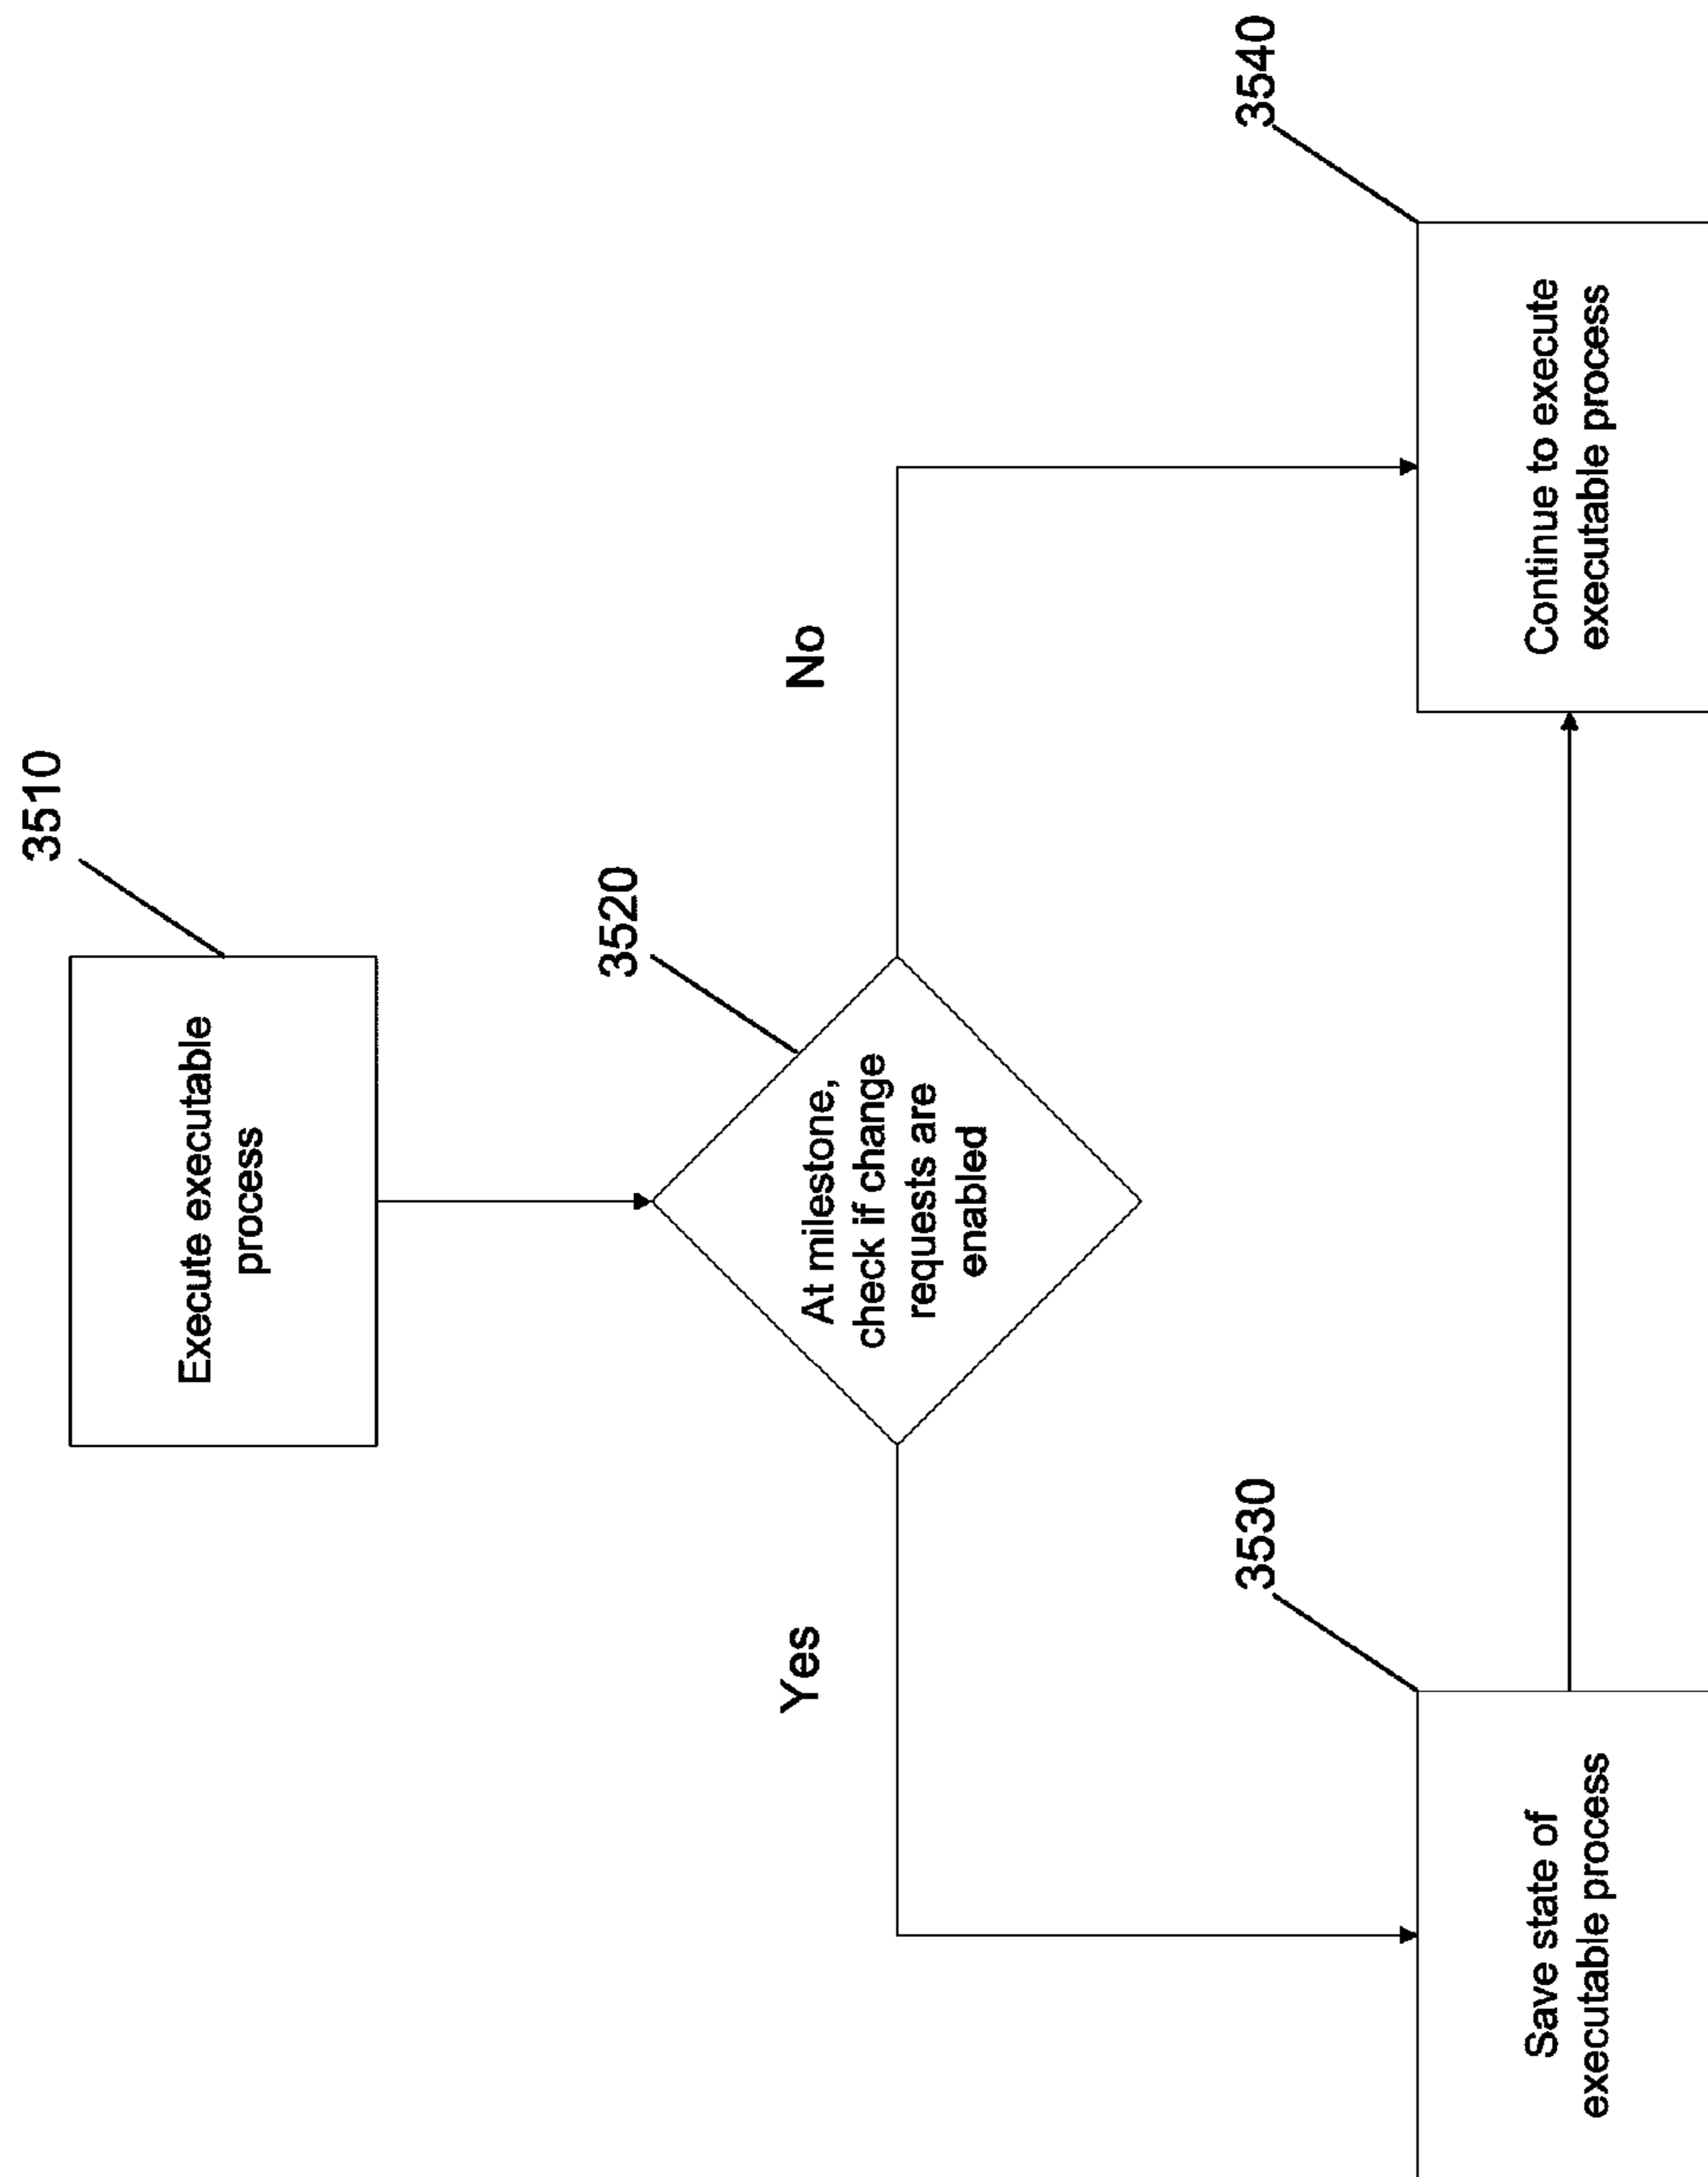 3510
Execute executable
process
3520
At milestone,
check if change
requests are
enabled
Yes
No
3530
Save state of
executable process
3540
Continue to execute
executable process